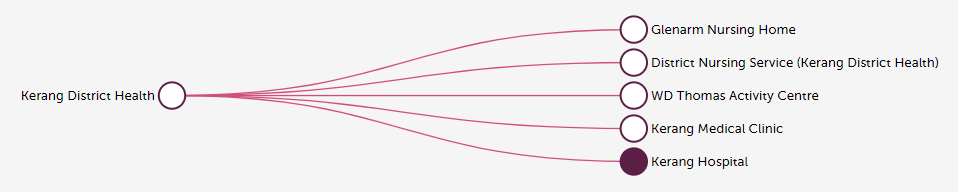 Glenarm Nursing Home
District Nursing Service (Kerang District Health)
Kerang District Health
WD Thomas Activity Centre
Kerang Medical Clinic
Kerang Hospital